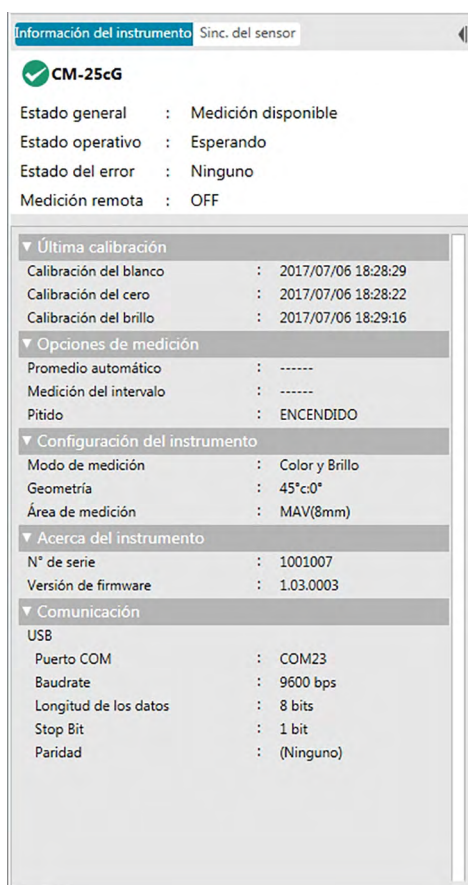 Información del instrumento Sinc. del sensor
CM-25cG
Estado general : Medición disponible
Estado operativo : Esperando
Estado del error : Ninguno
Medición remota : OFF
Última calibración
Calibración del blanco : 2017/07/06 18:28:29
Calibración del cero : 2017/07/06 18:28:22
Calibración del brillo : 2017/07/06 18:29:16
Opciones de medición
Promedio automático : ------
Medición del intervalo : ------
Pitido : ENCENDIDO
Configuración del instrumento
Modo de medición : Color y Brillo
Geometría : 45°c:0°
Área de medición : MAV(8mm)
Acerca del instrumento
N° de serie : 1001007
Versión de firmware : 1.03.0003
Comunicación
USB
Puerto COM : COM23
Baudrate : 9600 bps
Longitud de los datos : 8 bits
Stop Bit : 1 bit
Paridad : (Ninguno)